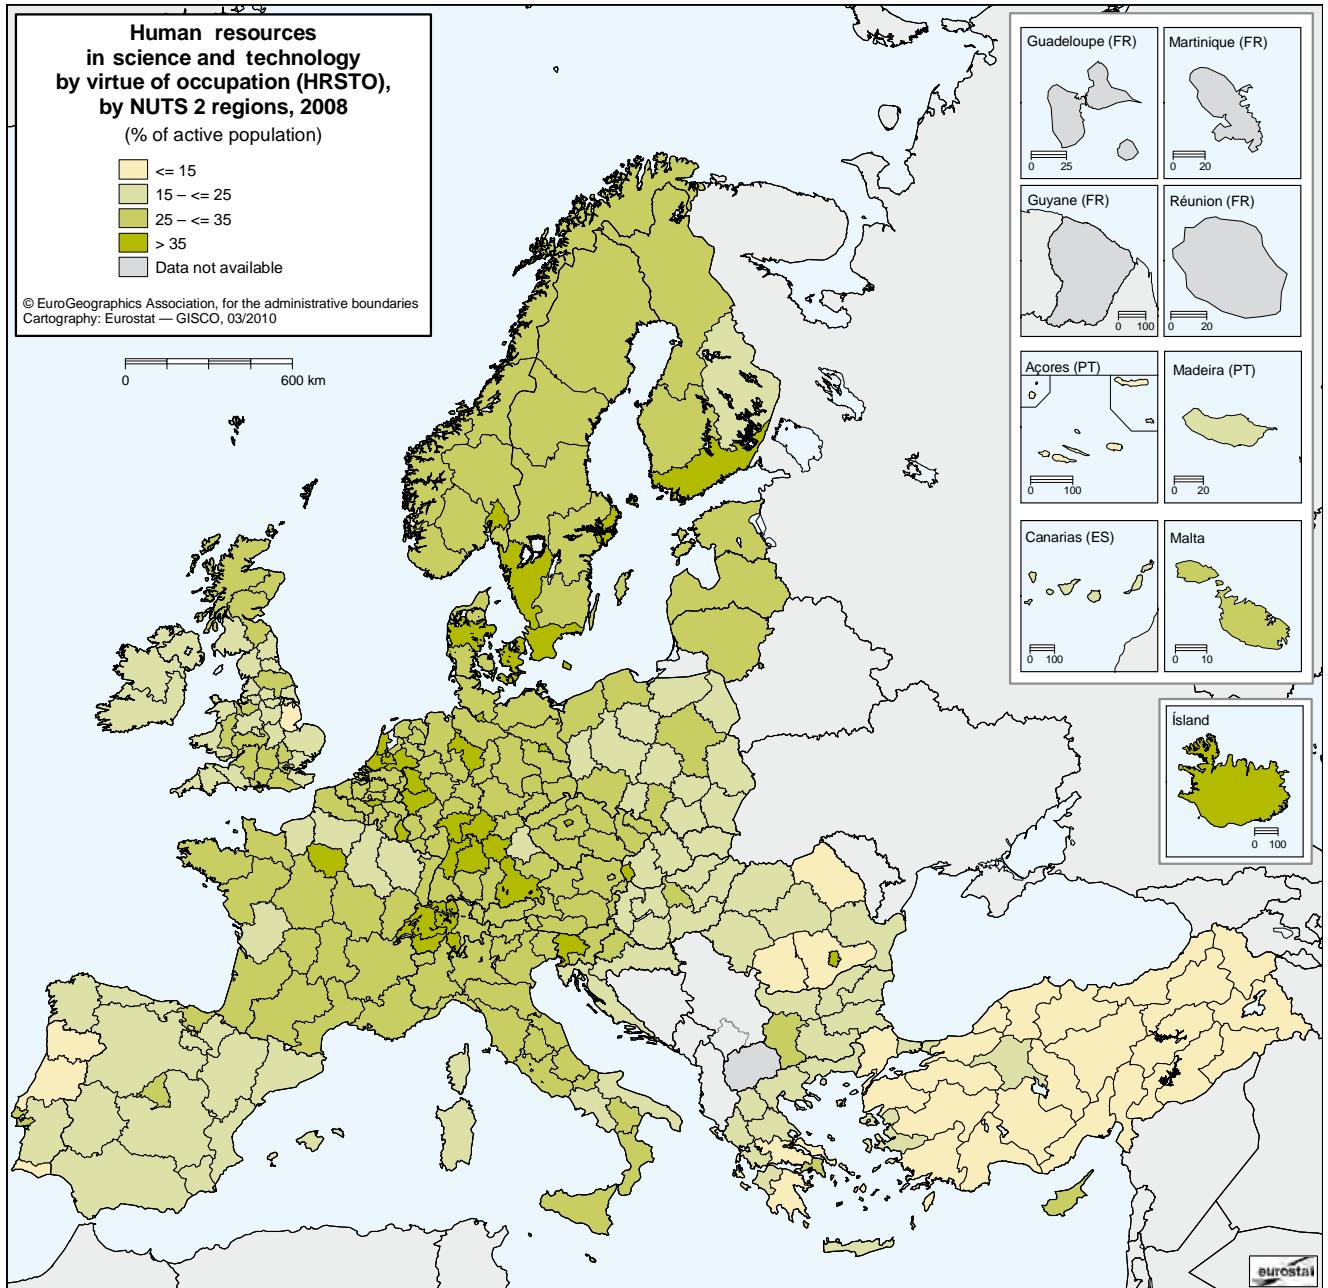 Human resources
in science and technology
by virtue of occupation (HRSTO),
by NUTS 2 regions, 2008
(% of active population)
<= 15
15 – <= 25
25 – <= 35
> 35
Data not available
© EuroGeographics Association, for the administrative boundaries
Cartography: Eurostat — GISCO, 03/2010
0 600 km
Guadeloupe (FR)
0 25
Martinique (FR)
0 20
Guyane (FR)
0 100
Réunion (FR)
0 20
Açores (PT)
0 100
Madeira (PT)
0 20
Canarias (ES)
0 100
Malta
0 10
Ísland
0 100
eurostat